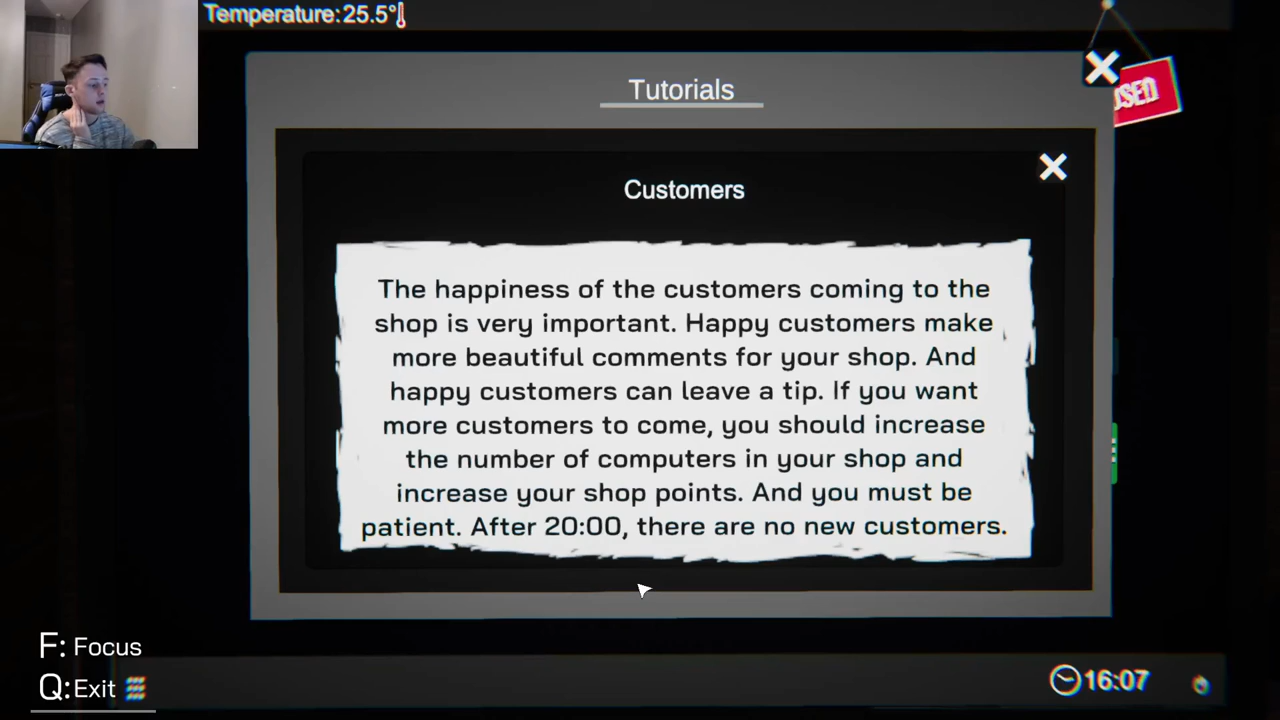 Temperature: 25.5°
Tutorials
Customers
The happiness of the customers coming to the
shop is very important. Happy customers make
more beautiful comments for your shop. And
happy customers can leave a tip. If you want
more customers to come, you should increase
the number of computers in your shop and
increase your shop points. And you must be
patient. After 20:00, there are no new customers.
F: Focus
Q: Exit
16:07